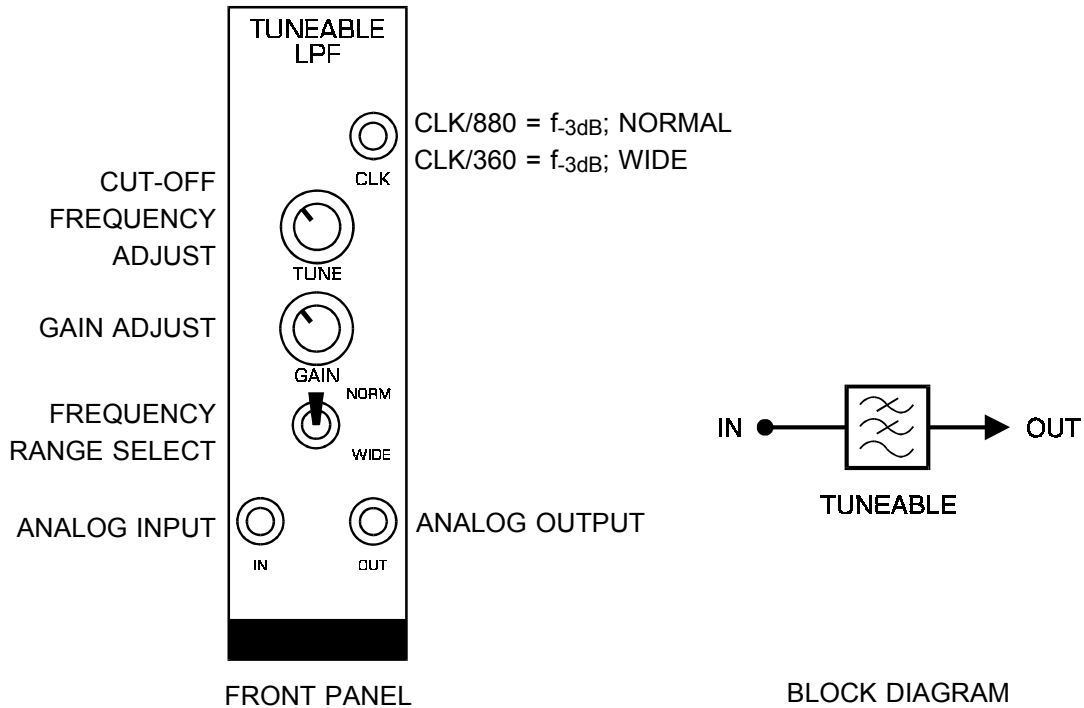 TUNEABLE
LPF
CLK/880 = f-3dB; NORMAL
CLK/360 = f-3dB; WIDE
CLK
CUT-OFF
FREQUENCY
ADJUST
TUNE
GAIN ADJUST
GAIN
NORM
FREQUENCY
RANGE SELECT
WIDE
ANALOG INPUT
ANALOG OUTPUT
IN
OUT
FRONT PANEL
IN
OUT
TUNEABLE
BLOCK DIAGRAM